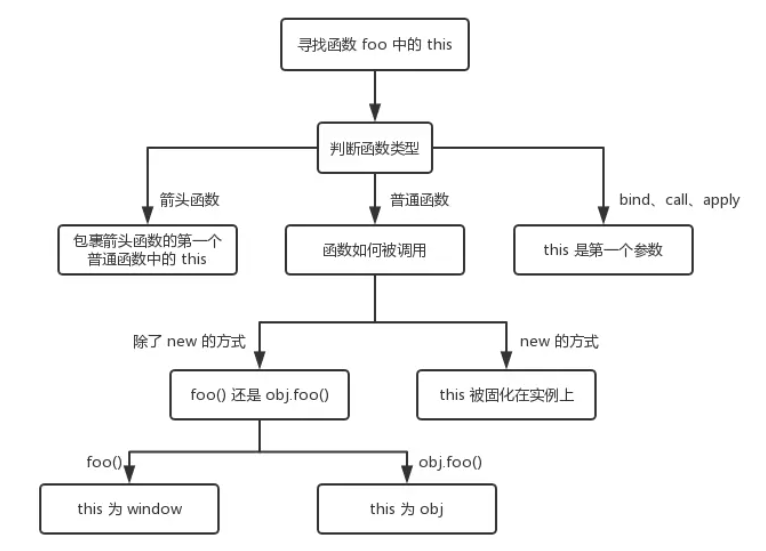 寻找函数 foo 中的 this
判断函数类型
箭头函数
普通函数
bind、call、apply
包裹箭头函数的第一个
普通函数中的 this
函数如何被调用
this 是第一个参数
除了 new 的方式
new 的方式
foo() 还是 obj.foo()
this 被固化在实例上
foo()
obj.foo()
this 为 window
this 为 obj